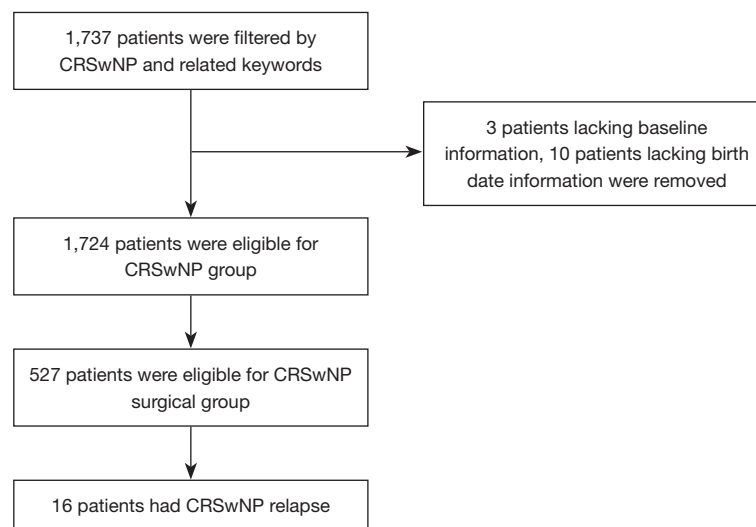 1,737 patients were filtered by
CRSwNP and related keywords
3 patients lacking baseline
information, 10 patients lacking birth
date information were removed
1,724 patients were eligible for
CRSwNP group
527 patients were eligible for CRSwNP
surgical group
16 patients had CRSwNP relapse